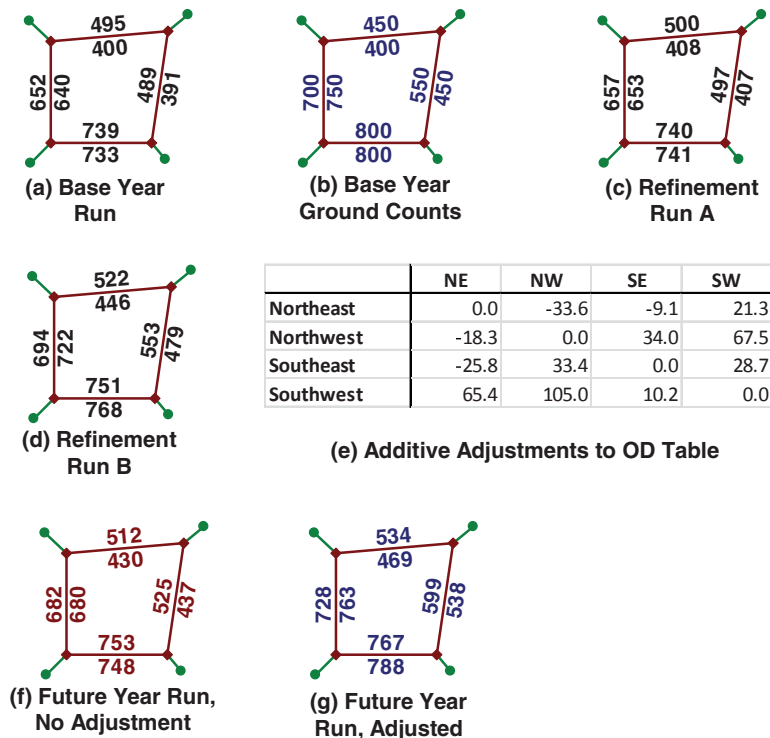 495
400
652
640
489
391
739
733
(a) Base Year
Run
450
400
700
750
550
450
800
800
(b) Base Year
Ground Counts
500
408
657
653
497
407
740
741
(c) Refinement
Run A
522
446
694
722
553
479
751
768
(d) Refinement
Run B
NE NW SE SW
Northeast 0.0 -33.6 -9.1 21.3
Northwest -18.3 0.0 34.0 67.5
Southeast -25.8 33.4 0.0 28.7
Southwest 65.4 105.0 10.2 0.0
(e) Additive Adjustments to OD Table
512
430
682
680
525
437
753
748
(f) Future Year Run,
No Adjustment
534
469
728
763
599
538
767
788
(g) Future Year
Run, Adjusted